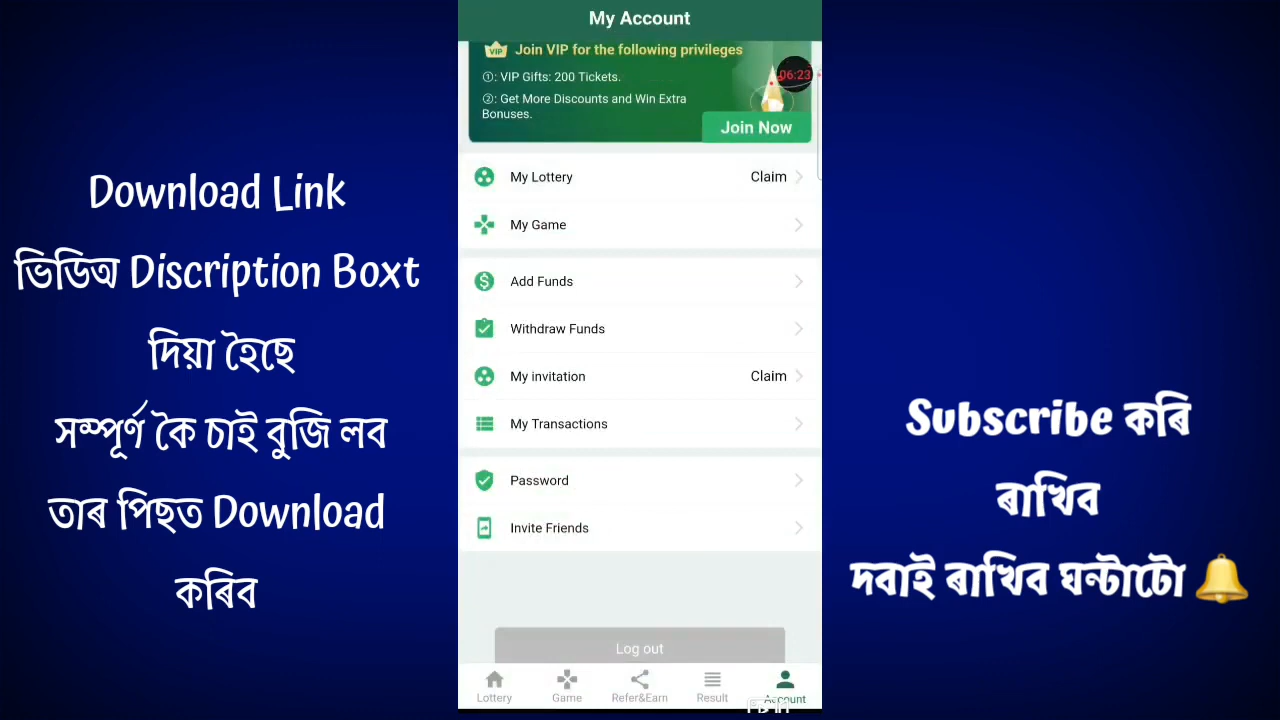 Download Link
ভিডিঅ Discription Boxt
দিয়া হৈছে
সম্পূৰ্ণ কৈ চাই বুজি লব
তাৰ পিছত Download
কৰিব
My Account
VIP Join VIP for the following privileges
①: VIP Gifts: 200 Tickets.
②: Get More Discounts and Win Extra
Bonuses.
06:23
Join Now
My Lottery Claim
My Game
Add Funds
Withdraw Funds
My invitation Claim
My Transactions
Password
Invite Friends
Log out
Lottery Game Refer&Earn Result Account
Subscribe কৰি
ৰাখিব
দবাই ৰাখিব ঘন্টাটো 🔔